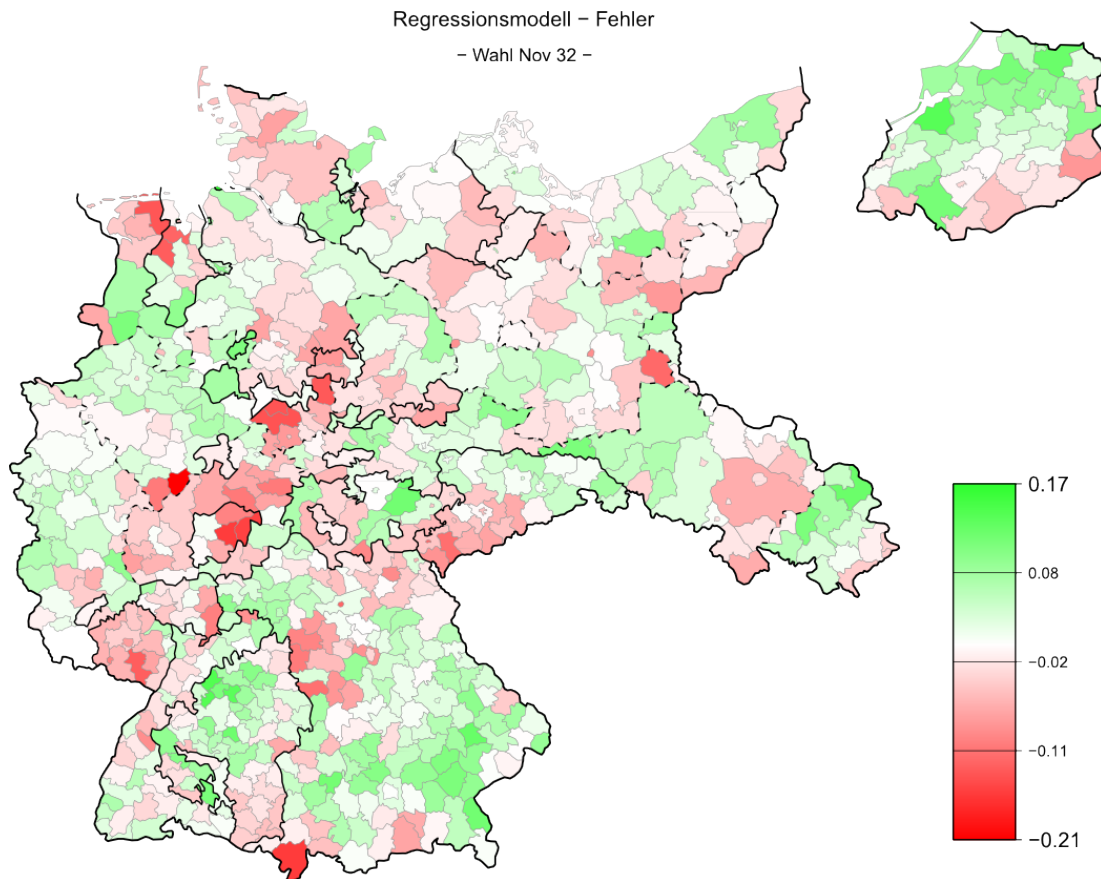 Regressionsmodell − Fehler
− Wahl Nov 32 −
0.17
0.08
−0.02
−0.11
−0.21